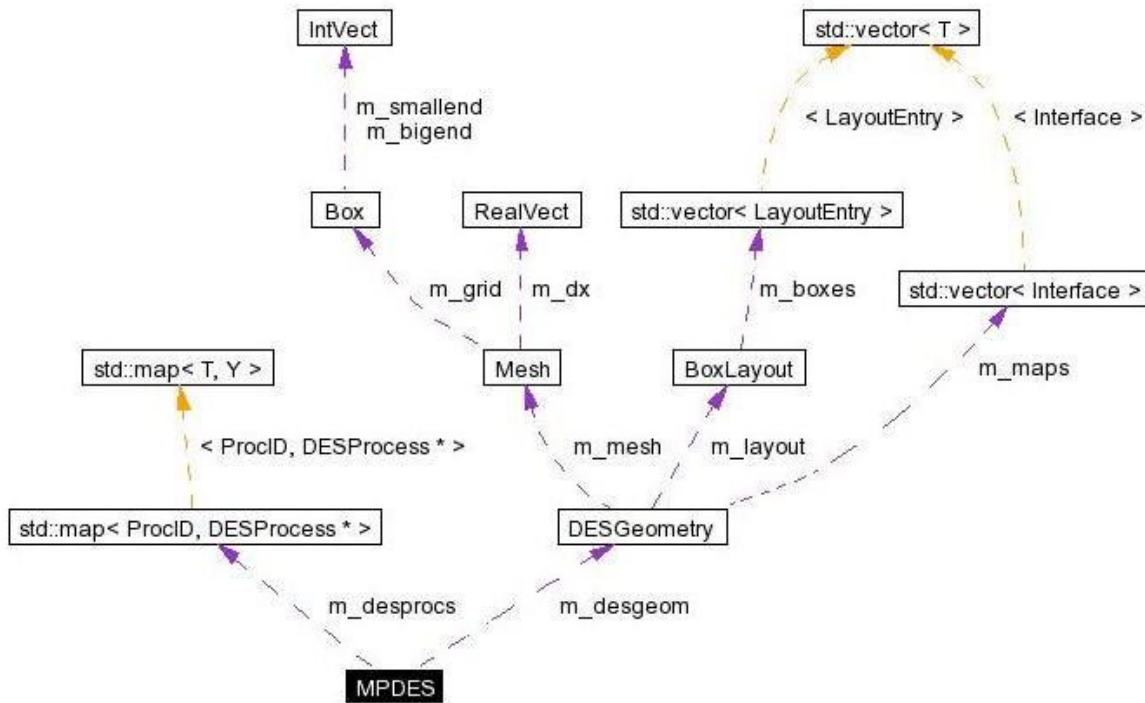 IntVect
std::vector< T >
m_smallend
m_bigend
< LayoutEntry >
< Interface >
Box
RealVect
std::vector< LayoutEntry >
m_grid
m_dx
m_boxes
std::vector< Interface >
std::map< T, Y >
Mesh
BoxLayout
m_maps
< ProcID, DESProcess * >
m_mesh
m_layout
std::map< ProcID, DESProcess * >
DESGeometry
m_desprocs
m_desgeom
MPDES